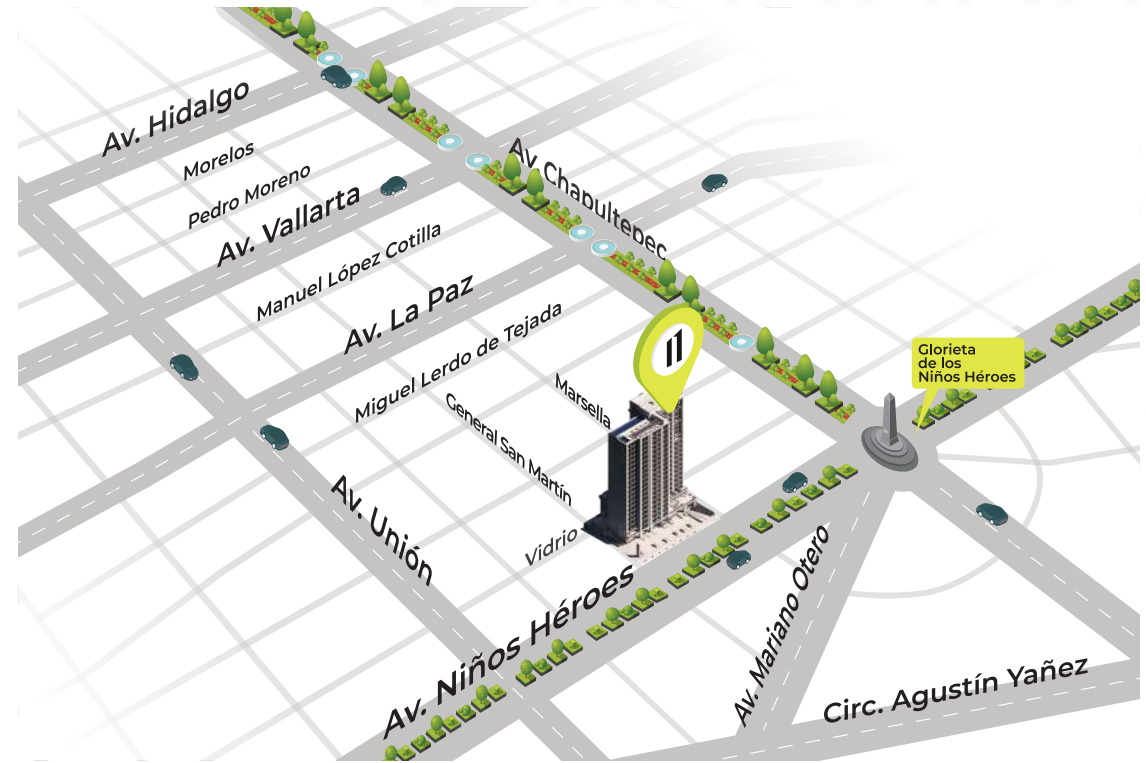 Av. Hidalgo
Morelos
Pedro Moreno
Av. Vallarta
Av. Chapultepec
Manuel López Cotilla
Av. La Paz
Miguel Lerdo de Tejada
Marsella
General San Martín
Glorieta
de los
Niños Héroes
Av. Unión
Vidrio
Av. Niños Héroes
Av. Mariano Otero
Circ. Agustín Yañez